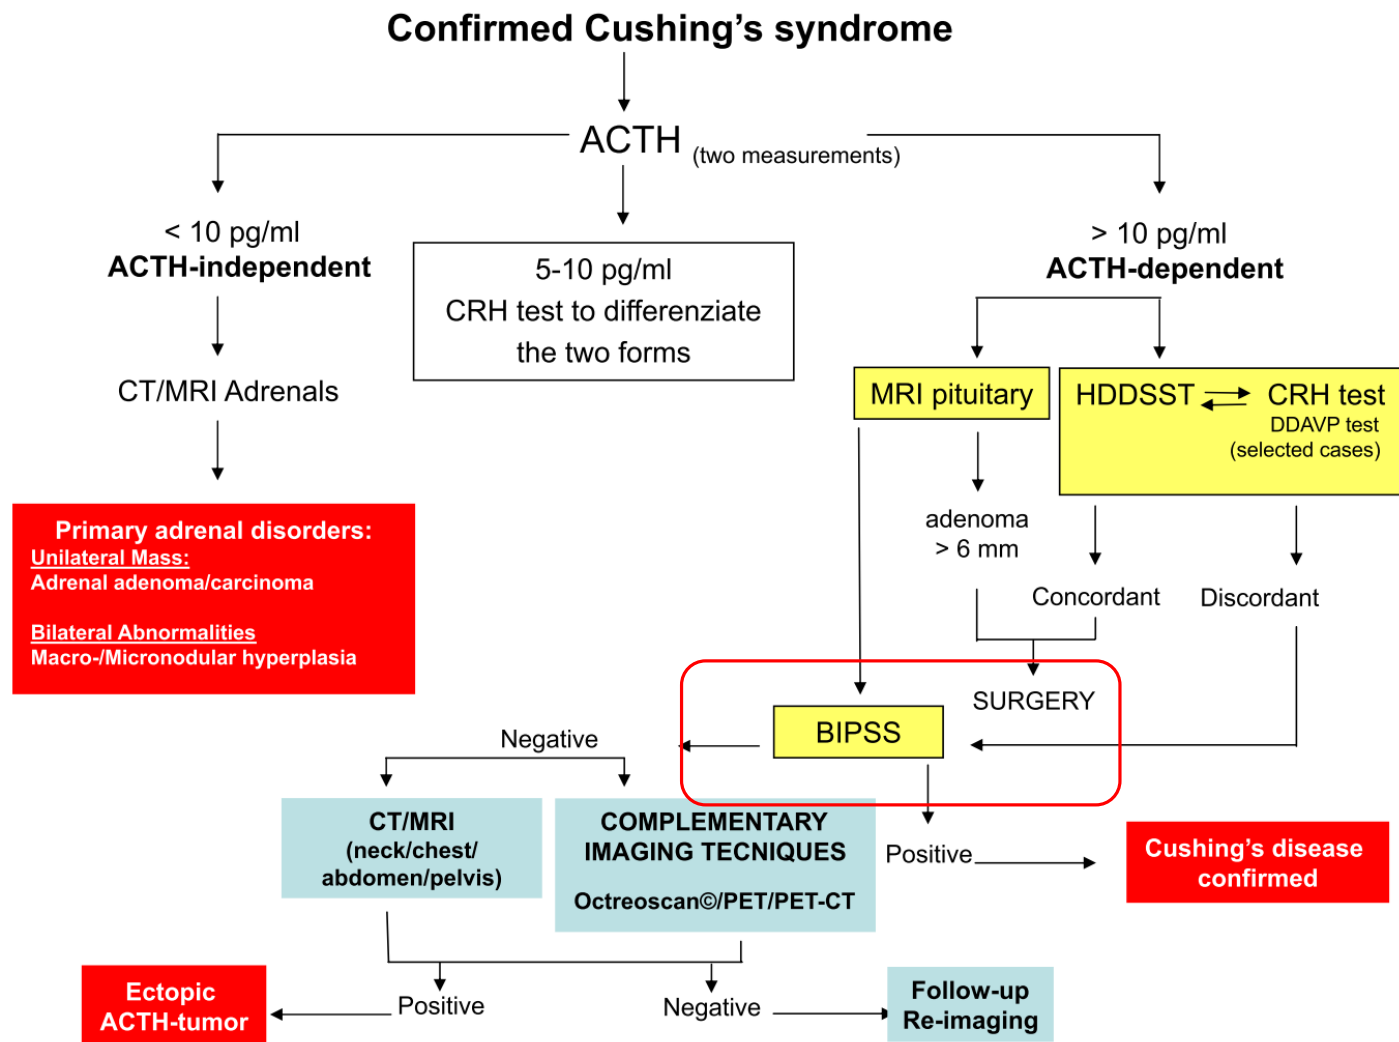 Confirmed Cushing's syndrome
ACTH (two measurements)
< 10 pg/ml
ACTH-independent
5-10 pg/ml
CRH test to differenziate
the two forms
> 10 pg/ml
ACTH-dependent
CT/MRI Adrenals
MRI pituitary
HDDSST
CRH test
DDAVP test
(selected cases)
Primary adrenal disorders:
Unilateral Mass:
Adrenal adenoma/carcinoma
Bilateral Abnormalities
Macro-/Micronodular hyperplasia
adenoma
> 6 mm
Concordant
Discordant
SURGERY
BIPSS
Negative
CT/MRI
(neck/chest/
abdomen/pelvis)
COMPLEMENTARY
IMAGING TECNIQUES
Octreoscan©/PET/PET-CT
Positive
Cushing's disease
confirmed
Ectopic
ACTH-tumor
Positive
Negative
Follow-up
Re-imaging